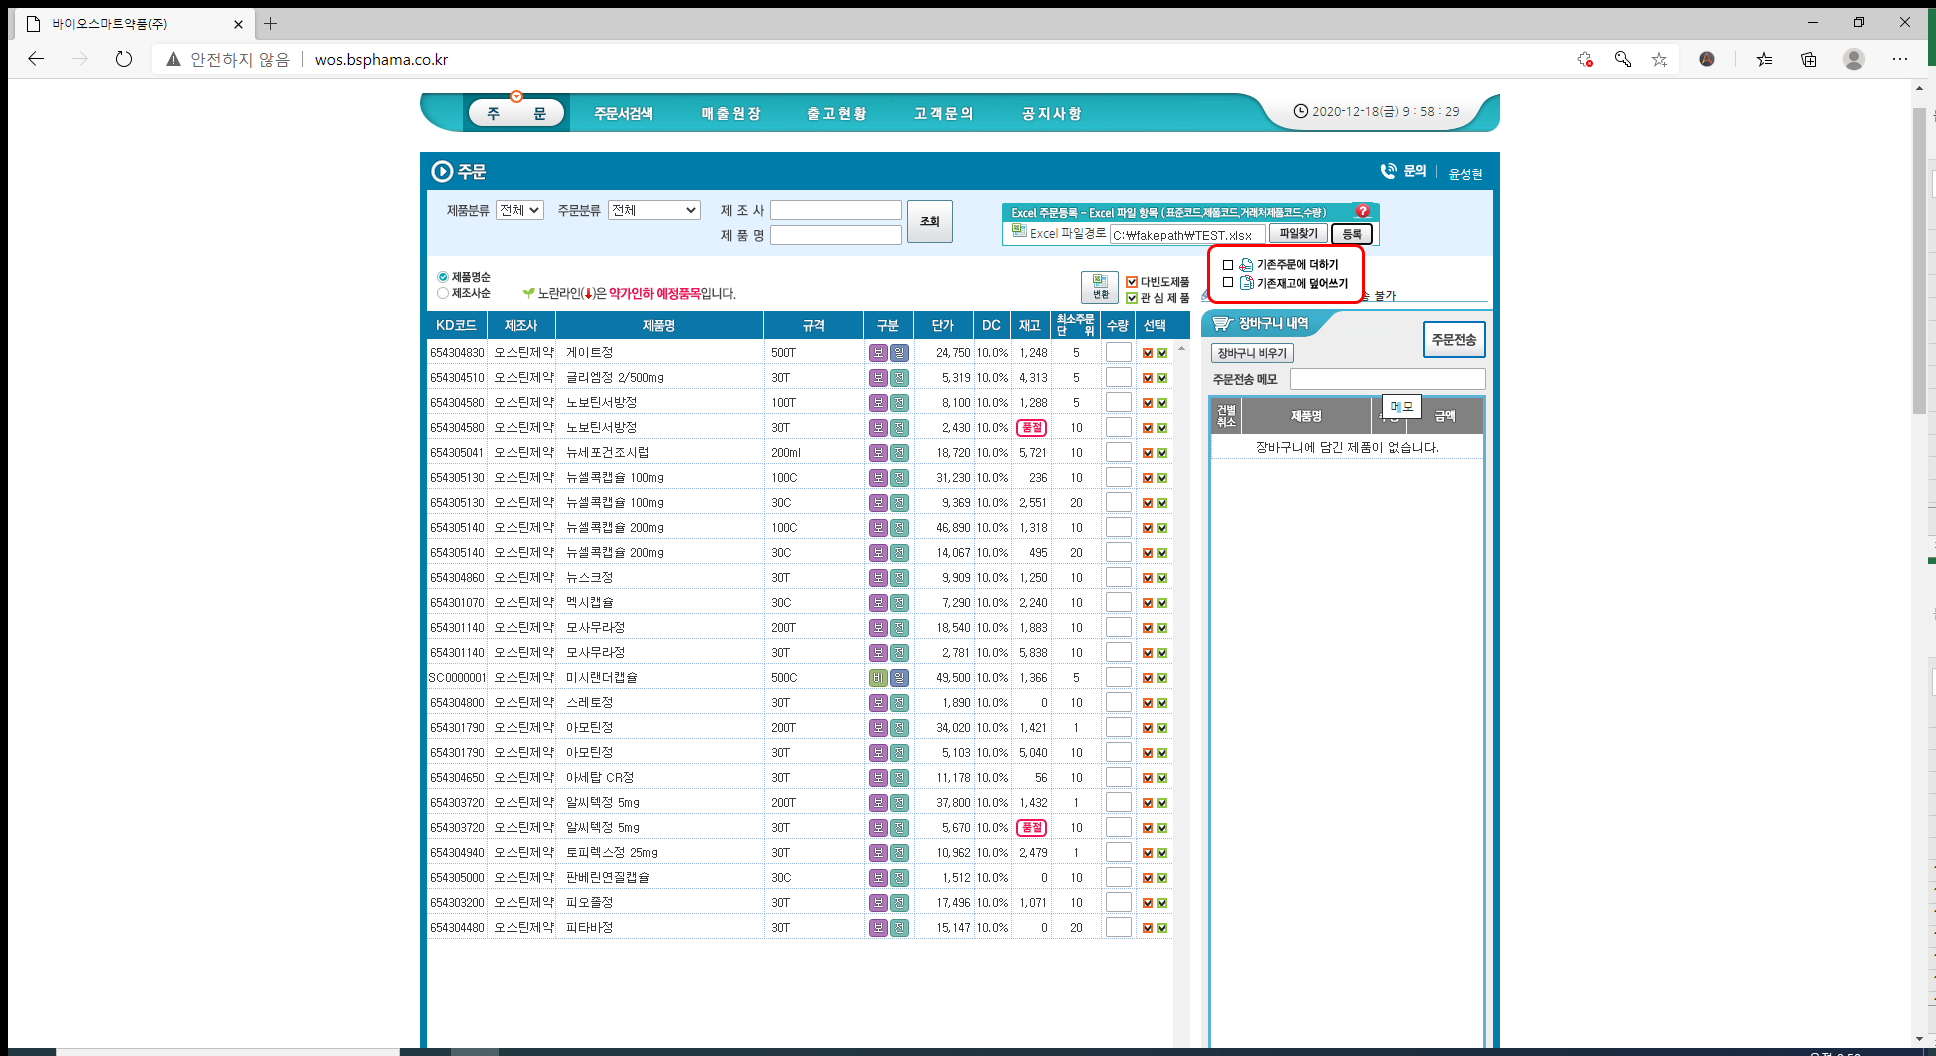 바이오스마트약품(주)
안전하지 않음 wos.bsphama.co.kr
주 문 주문서검색 매출원장 출고현황 고객문의 공지사항 2020-12-18(금) 9 : 58 : 29
주문 문의 윤성현
제품분류 전체 주문분류 전체 제 조 사 조회
제 품 명
Excel 주문등록 - Excel 파일 항목 (표준코드,제품코드,거래처제품코드,수량) ?
Excel 파일경로 C:₩fakepath₩TEST.xlsx 파일찾기 등록
기존주문에 더하기
기존재고에 덮어쓰기
불가
제품명순
제조사순
노란라인(↓)은 약가인하 예정품목입니다.
변환 다빈도제품
관 심 제 품
KD코드 제조사 제품명 규격 구분 단가 DC 재고 최소주문단 위 수량 선택
654304830 오스틴제약 게이트정 500T 보 일 24,750 10.0% 1,248 5
654304510 오스틴제약 글리엠정 2/500mg 30T 보 전 5,319 10.0% 4,313 5
654304580 오스틴제약 노보틴서방정 100T 보 전 8,100 10.0% 1,288 5
654304580 오스틴제약 노보틴서방정 30T 보 전 2,430 10.0% 품절 10
654305041 오스틴제약 뉴세포건조시럽 200ml 보 전 18,720 10.0% 5,721 10
654305130 오스틴제약 뉴셀콕캡슐 100mg 100C 보 전 31,230 10.0% 236 10
654305130 오스틴제약 뉴셀콕캡슐 100mg 30C 보 전 9,369 10.0% 2,551 20
654305140 오스틴제약 뉴셀콕캡슐 200mg 100C 보 전 46,890 10.0% 1,318 10
654305140 오스틴제약 뉴셀콕캡슐 200mg 30C 보 전 14,067 10.0% 495 20
654304860 오스틴제약 뉴스크정 30T 보 전 9,909 10.0% 1,250 10
654301070 오스틴제약 멕시캡슐 30C 보 전 7,290 10.0% 2,240 10
654301140 오스틴제약 모사무라정 200T 보 전 18,540 10.0% 1,883 10
654301140 오스틴제약 모사무라정 30T 보 전 2,781 10.0% 5,838 10
SC0000001 오스틴제약 미시랜더캡슐 500C 비 일 49,500 10.0% 1,366 5
654304800 오스틴제약 스레토정 30T 보 전 1,890 10.0% 0 10
654301790 오스틴제약 아모틴정 200T 보 전 34,020 10.0% 1,421 1
654301790 오스틴제약 아모틴정 30T 보 전 5,103 10.0% 5,040 10
654304650 오스틴제약 아세탑 CR정 30T 보 전 11,178 10.0% 56 10
654303720 오스틴제약 알씨텍정 5mg 200T 보 전 37,800 10.0% 1,432 1
654303720 오스틴제약 알씨텍정 5mg 30T 보 전 5,670 10.0% 품절 10
654304940 오스틴제약 토피렉스정 25mg 30T 보 전 10,962 10.0% 2,479 1
654305000 오스틴제약 판베린연질캡슐 30C 보 전 1,512 10.0% 0 10
654303200 오스틴제약 피오졸정 30T 보 전 17,496 10.0% 1,071 10
654304480 오스틴제약 피타바정 30T 보 전 15,147 10.0% 0 20
장바구니 내역
장바구니 비우기 주문전송
주문전송 메모
메모
건별취소 제품명 금액
장바구니에 담긴 제품이 없습니다.